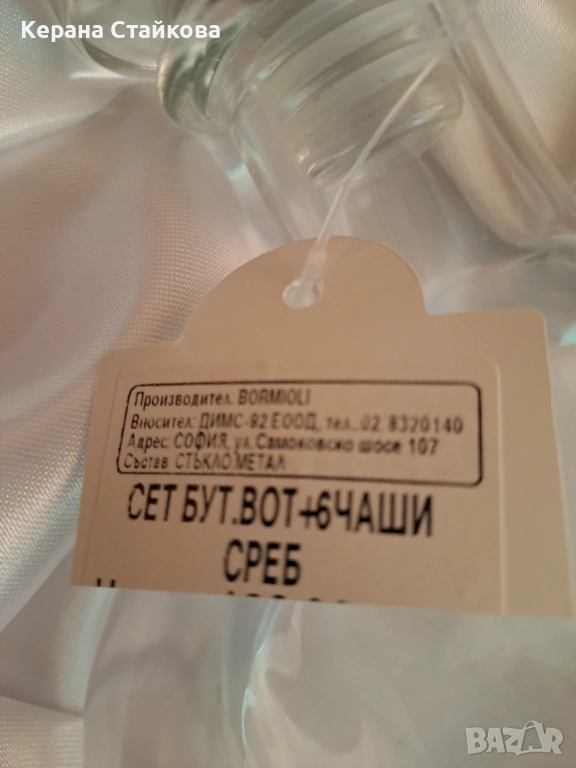 Керана Стайкова
Производител: BORMIOLI
Вносител: ДИМС-92 ЕООД, тел.:02 8320140
Адрес: СОФИЯ, ул.Самоковско шосе 107
Състав: СТЪКЛО,МЕТАЛ
СЕТ БУТ.ВОТ+6ЧАШИ
СРЕБ
BAZAR